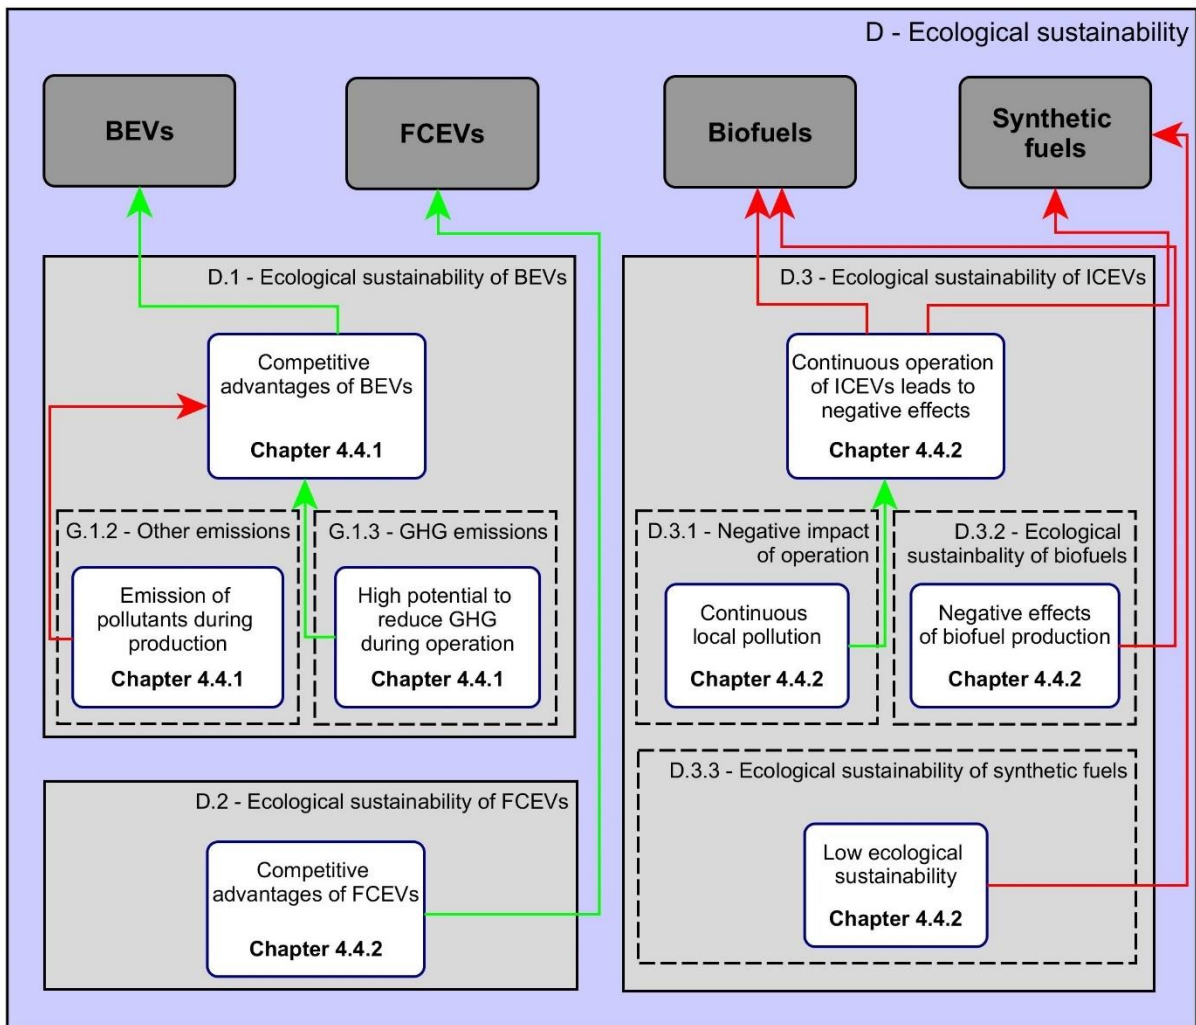 D - Ecological sustainability
BEVs
FCEVs
Biofuels
Synthetic
fuels
D.1 - Ecological sustainability of BEVs
Competitive
advantages of BEVs
Chapter 4.4.1
G.1.2 - Other emissions
Emission of
pollutants during
production
Chapter 4.4.1
G.1.3 - GHG emissions
High potential to
reduce GHG
during operation
Chapter 4.4.1
D.2 - Ecological sustainability of FCEVs
Competitive
advantages of FCEVs
Chapter 4.4.2
D.3 - Ecological sustainability of ICEVs
Continuous operation
of ICEVs leads to
negative effects
Chapter 4.4.2
D.3.1 - Negative impact
of operation
Continuous
local pollution
Chapter 4.4.2
D.3.2 - Ecological
sustainbality of biofuels
Negative effects
of biofuel production
Chapter 4.4.2
D.3.3 - Ecological sustainability of synthetic fuels
Low ecological
sustainability
Chapter 4.4.2